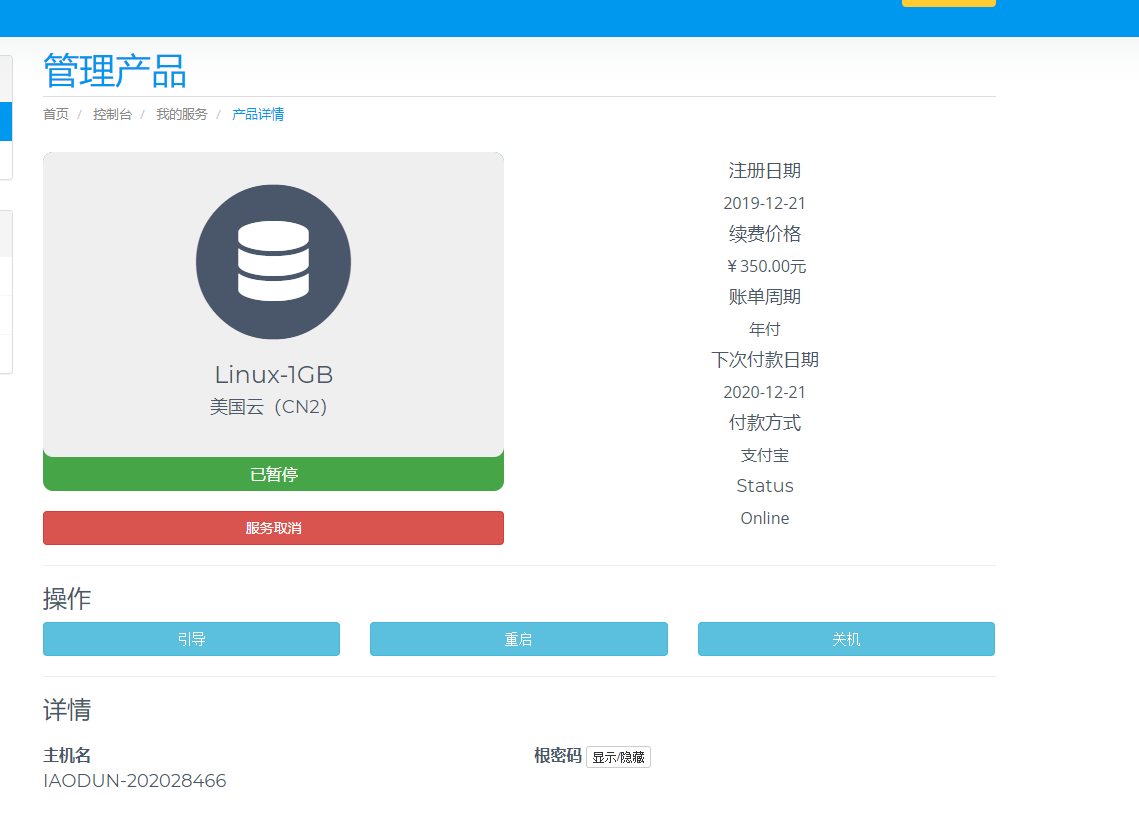 管理产品
首页 / 控制台 / 我的服务 / 产品详情
Linux-1GB
美国云（CN2）
已暂停
服务取消
注册日期
2019-12-21
续费价格
￥350.00元
账单周期
年付
下次付款日期
2020-12-21
付款方式
支付宝
Status
Online
操作
引导 重启 关机
详情
主机名
IAODUN-202028466
根密码 显示/隐藏